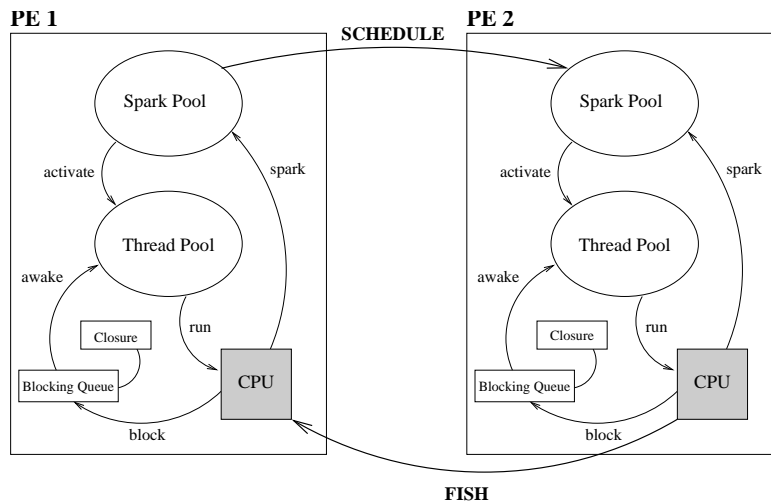 PE 1
PE 2
SCHEDULE
Spark Pool
Spark Pool
activate
spark
activate
spark
Thread Pool
Thread Pool
awake
awake
run
run
Closure
Closure
Blocking Queue
CPU
Blocking Queue
CPU
block
block
FISH